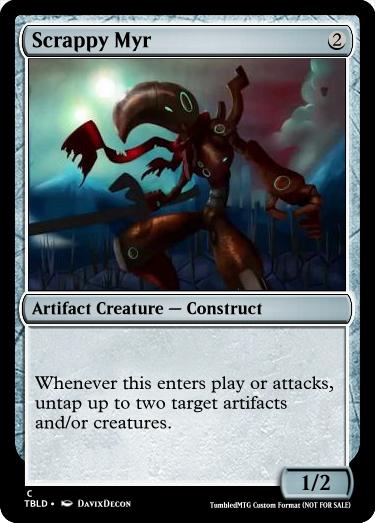 Scrappy Myr 2
Artifact Creature — Construct
Whenever this enters play or attacks,
untap up to two target artifacts
and/or creatures.
1/2
C
TBLD • DavixDecon
TumbledMTG Custom Format (NOT FOR SALE)